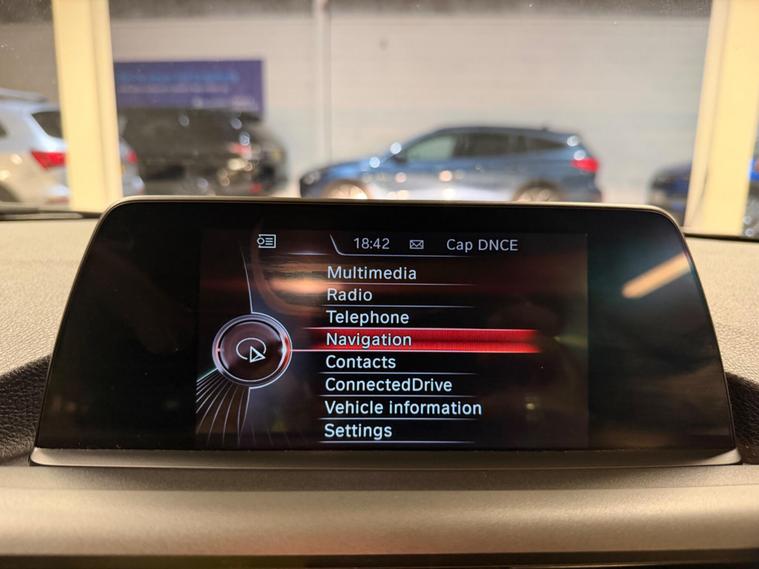 18:42 Cap DNCE
Multimedia
Radio
Telephone
Navigation
Contacts
ConnectedDrive
Vehicle information
Settings